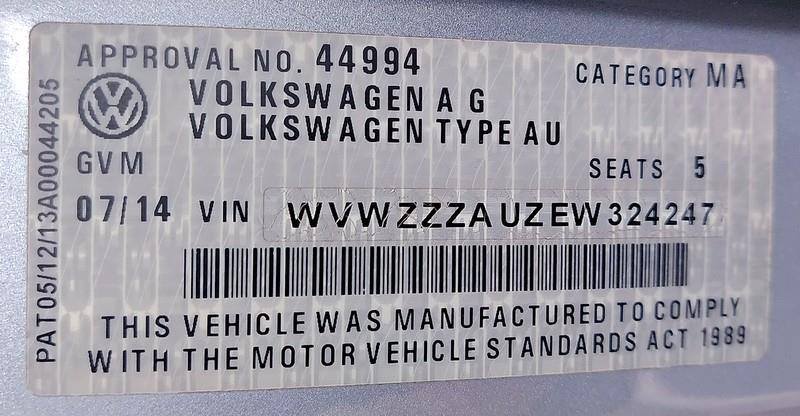 APPROVAL NO. 44994
CATEGORY MA
VOLKSWAGEN A G
VOLKSWAGEN TYPE AU
GVM
SEATS 5
07/14 VIN WVWZZZAUZEW324247
THIS VEHICLE WAS MANUFACTURED TO COMPLY
WITH THE MOTOR VEHICLE STANDARDS ACT 1989
PAT05/12/13A00044205